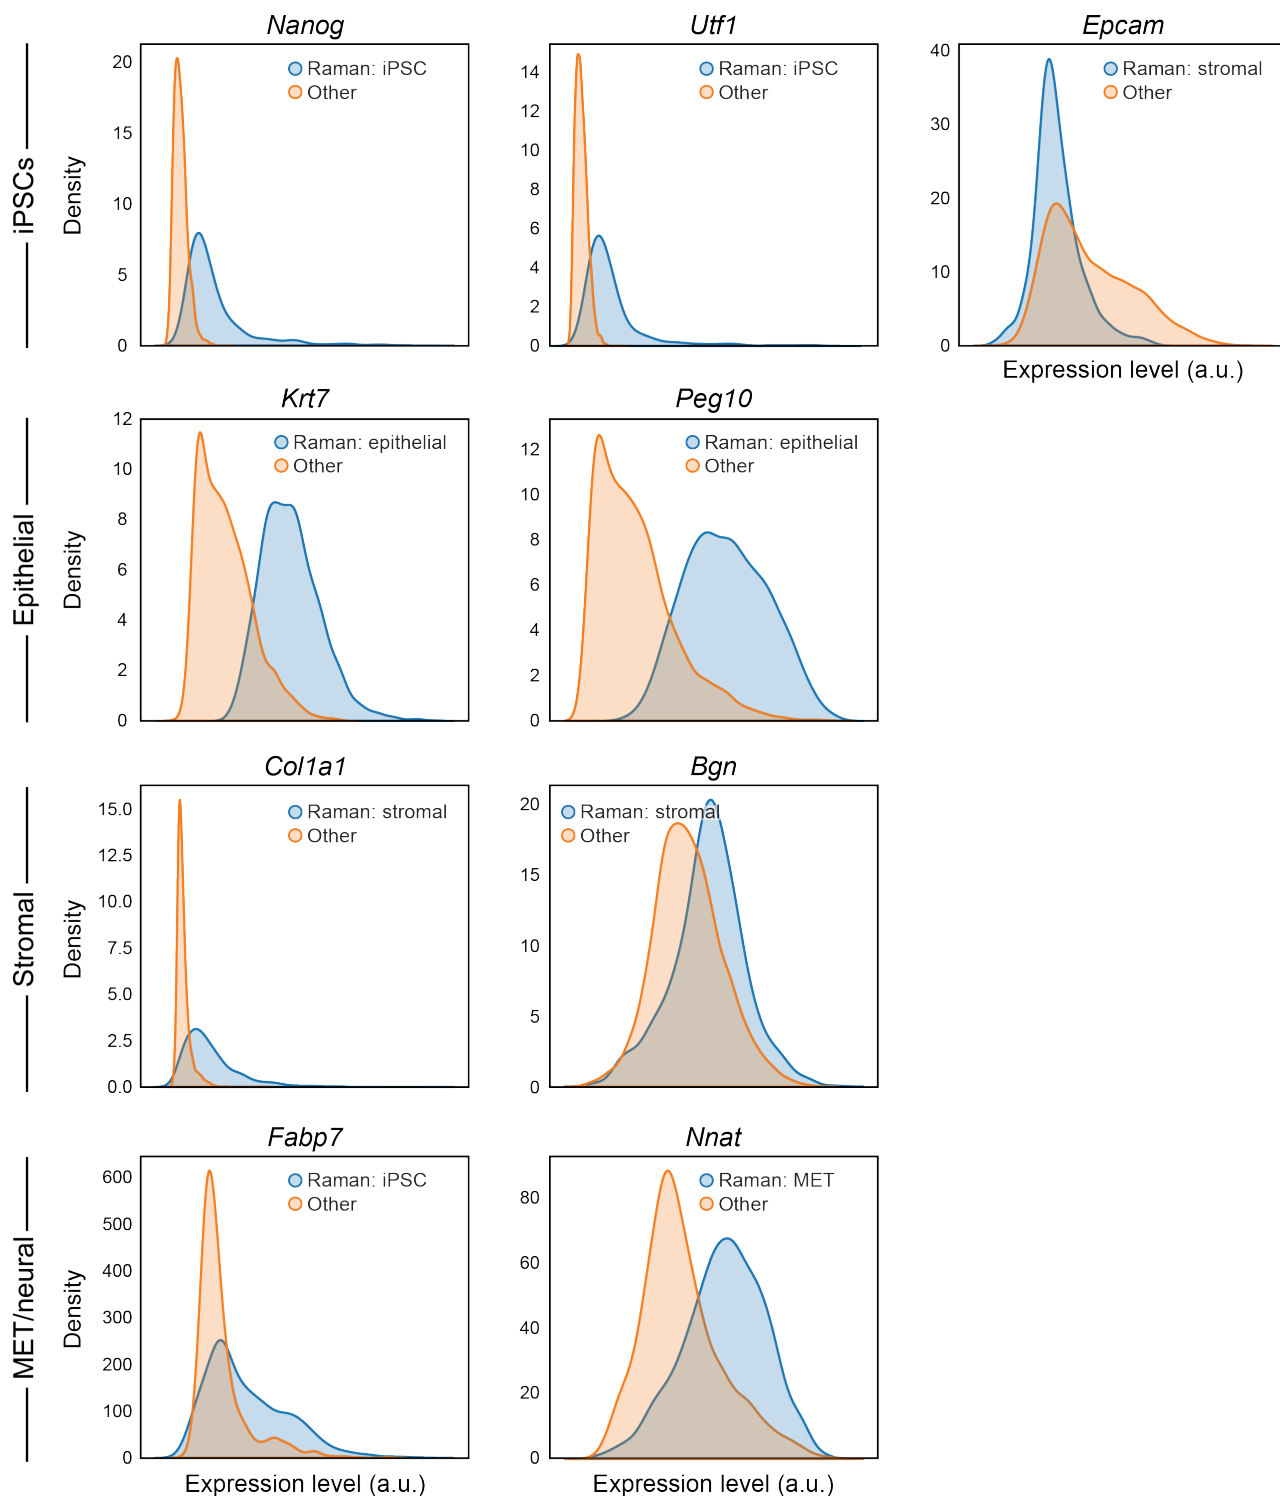 iPSCs
Nanog
Density
20
15
10
5
0
Raman: iPSC
Other
Utf1
14
12
10
8
6
4
2
0
Raman: iPSC
Other
Epcam
40
30
20
10
0
Raman: stromal
Other
Expression level (a.u.)
Epithelial
Krt7
Density
12
10
8
6
4
2
0
Raman: epithelial
Other
Peg10
12
10
8
6
4
2
0
Raman: epithelial
Other
Stromal
Col1a1
Density
15.0
12.5
10.0
7.5
5.0
2.5
0.0
Raman: stromal
Other
Bgn
20
15
10
5
0
Raman: stromal
Other
MET/neural
Fabp7
Density
600
500
400
300
200
100
0
Raman: iPSC
Other
Expression level (a.u.)
Nnat
80
60
40
20
0
Raman: MET
Other
Expression level (a.u.)